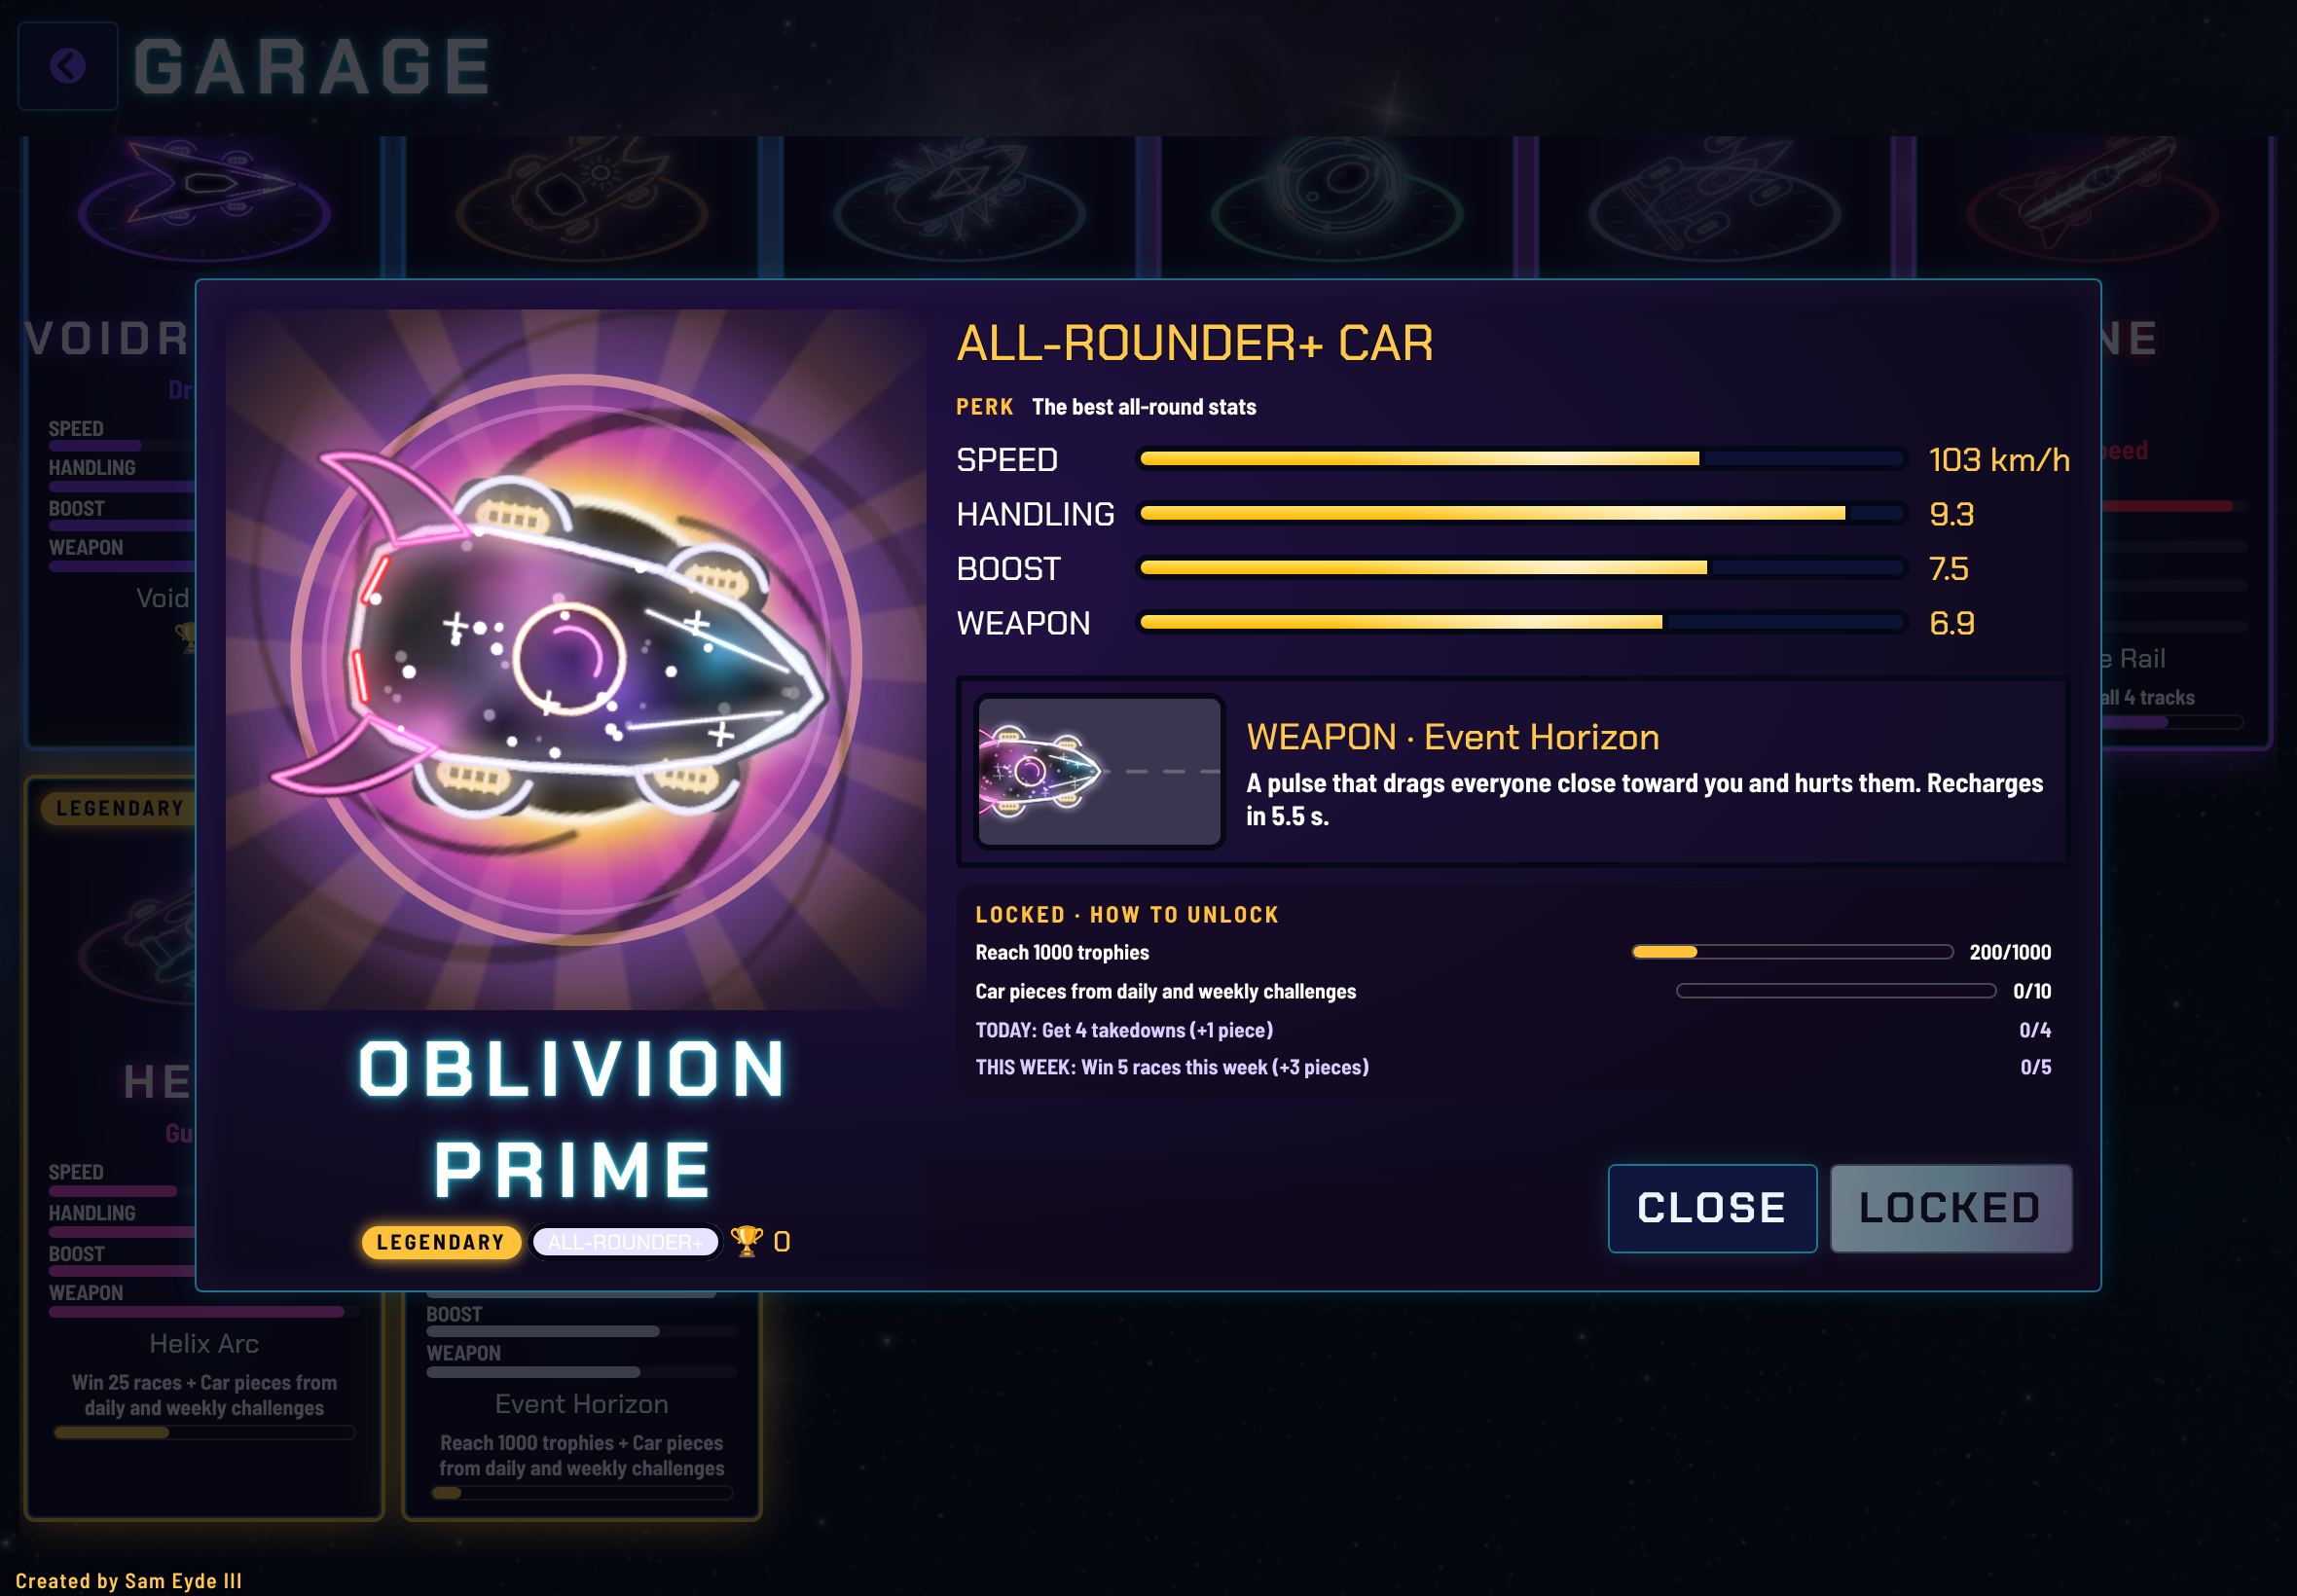 GARAGE
VOIDR
NE
Dr
peed
SPEED
HANDLING
BOOST
WEAPON
Void
e Rail
all 4 tracks
ALL-ROUNDER+ CAR
PERK The best all-round stats
SPEED 103 km/h
HANDLING 9.3
BOOST 7.5
WEAPON 6.9
WEAPON · Event Horizon
A pulse that drags everyone close toward you and hurts them. Recharges
in 5.5 s.
LOCKED · HOW TO UNLOCK
Reach 1000 trophies 200/1000
Car pieces from daily and weekly challenges 0/10
TODAY: Get 4 takedowns (+1 piece) 0/4
THIS WEEK: Win 5 races this week (+3 pieces) 0/5
OBLIVION
PRIME
LEGENDARY ALL-ROUNDER+ 🏆 0
CLOSE LOCKED
LEGENDARY
HE
Gu
SPEED
HANDLING
BOOST
WEAPON
Helix Arc
Win 25 races + Car pieces from
daily and weekly challenges
BOOST
WEAPON
Event Horizon
Reach 1000 trophies + Car pieces
from daily and weekly challenges
Created by Sam Eyde III